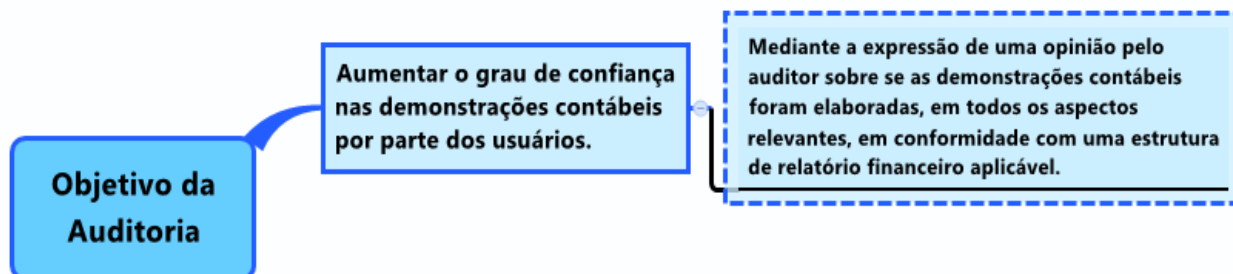 Objetivo da
Auditoria
Aumentar o grau de confiança
nas demonstrações contábeis
por parte dos usuários.
Mediante a expressão de uma opinião pelo
auditor sobre se as demonstrações contábeis
foram elaboradas, em todos os aspectos
relevantes, em conformidade com uma estrutura
de relatório financeiro aplicável.